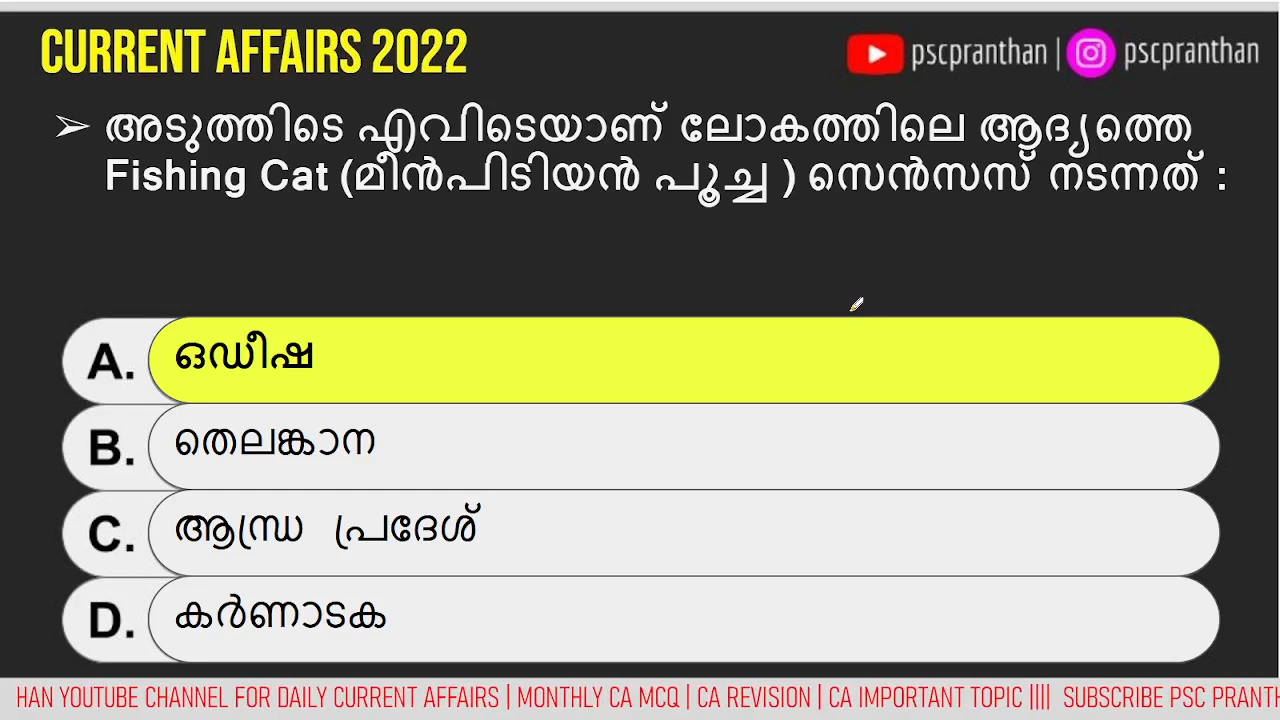 CURRENT AFFAIRS 2022
pscpranthan | pscpranthan
➢ അടുത്തിടെ എവിടെയാണ് ലോകത്തിലെ ആദ്യത്തെ
Fishing Cat (മീൻപിടിയൻ പൂച്ച ) സെൻസസ് നടന്നത് :
A. ഒഡീഷ
B. തെലങ്കാന
C. ആന്ധ്ര പ്രദേശ്
D. കർണാടക
HAN YOUTUBE CHANNEL FOR DAILY CURRENT AFFAIRS | MONTHLY CA MCQ | CA REVISION | CA IMPORTANT TOPIC |||| SUBSCRIBE PSC PRANTH